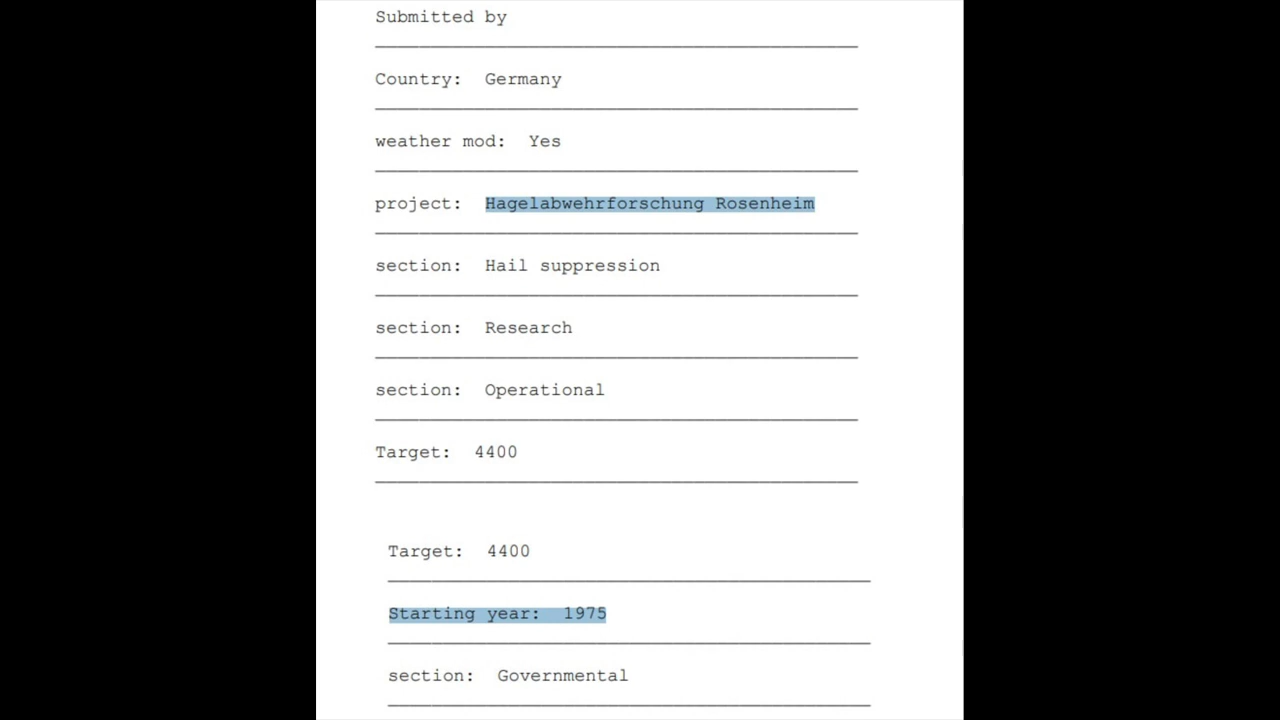 Submitted by
Country: Germany
weather mod: Yes
project: Hagelabwehrforschung Rosenheim
section: Hail suppression
section: Research
section: Operational
Target: 4400
Target: 4400
Starting year: 1975
section: Governmental